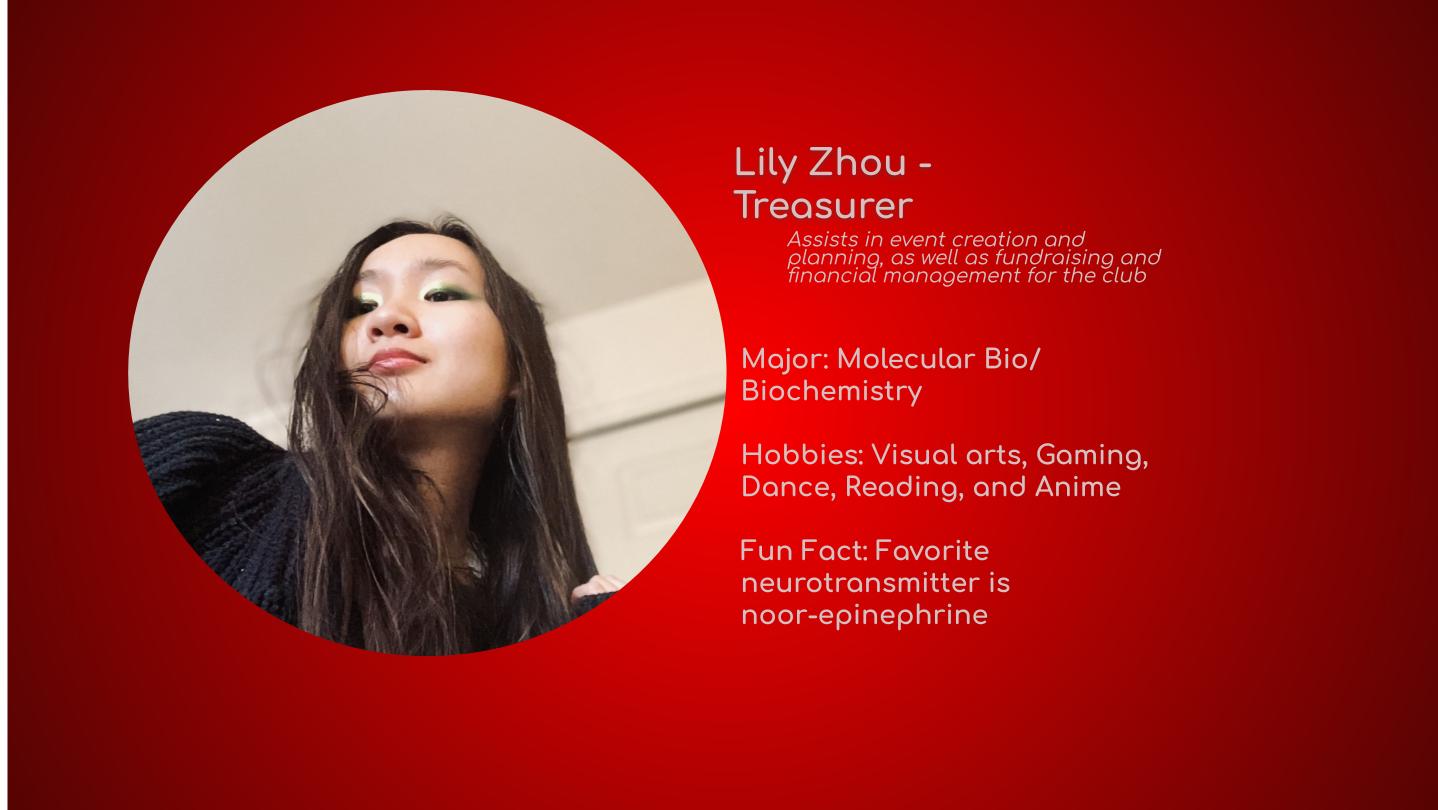 Lily Zhou -
Treasurer
Assists in event creation and
planning, as well as fundraising and
financial management for the club
Major: Molecular Bio/
Biochemistry
Hobbies: Visual arts, Gaming,
Dance, Reading, and Anime
Fun Fact: Favorite
neurotransmitter is
noor-epinephrine